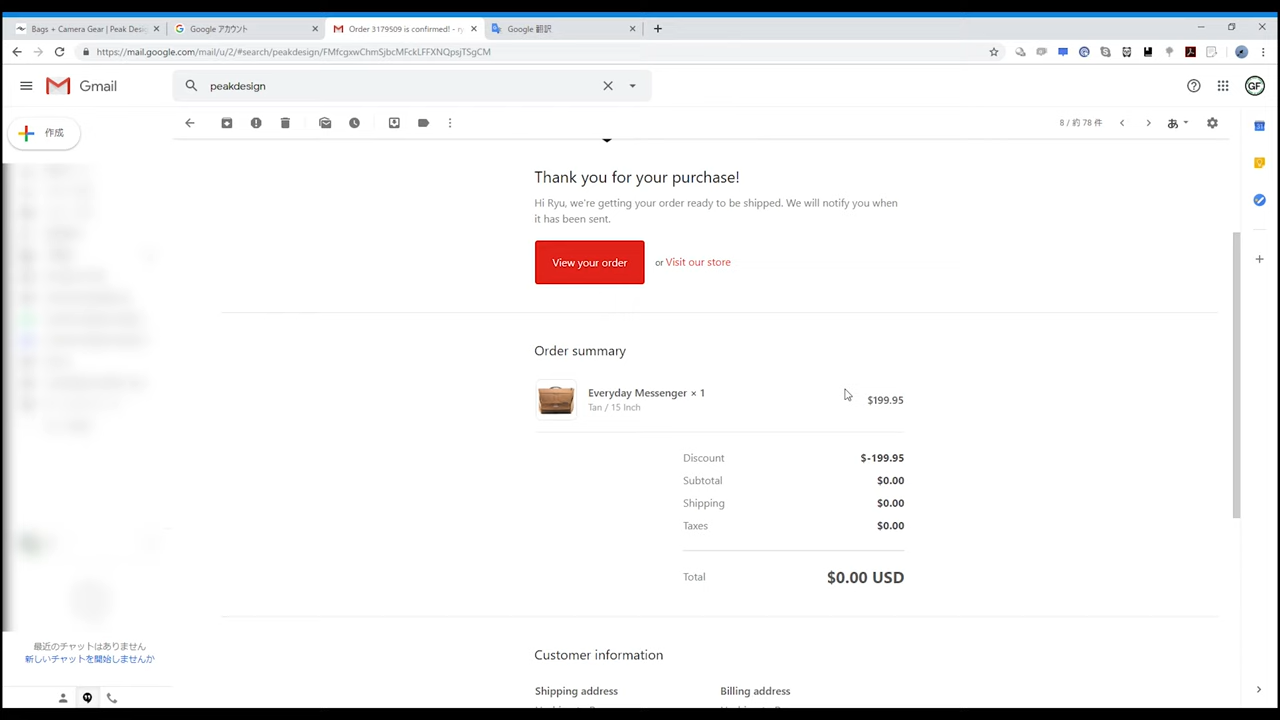 Bags + Camera Gear | Peak Desi
Google アカウント
Order 3179509 is confirmed! - r
Google 翻訳
https://mail.google.com/mail/u/2/#search/peakdesign/FMfcgxwChmSjbcMFckLFFXNQpsjTSgCM
Gmail
peakdesign
GF
作成
8 / 約 78 件
あ
Thank you for your purchase!
Hi Ryu, we're getting your order ready to be shipped. We will notify you when
it has been sent.
View your order
or Visit our store
Order summary
Everyday Messenger × 1
Tan / 15 Inch
$199.95
Discount $-199.95
Subtotal $0.00
Shipping $0.00
Taxes $0.00
Total $0.00 USD
Customer information
Shipping address
Billing address
最近のチャットはありません
新しいチャットを開始しませんか